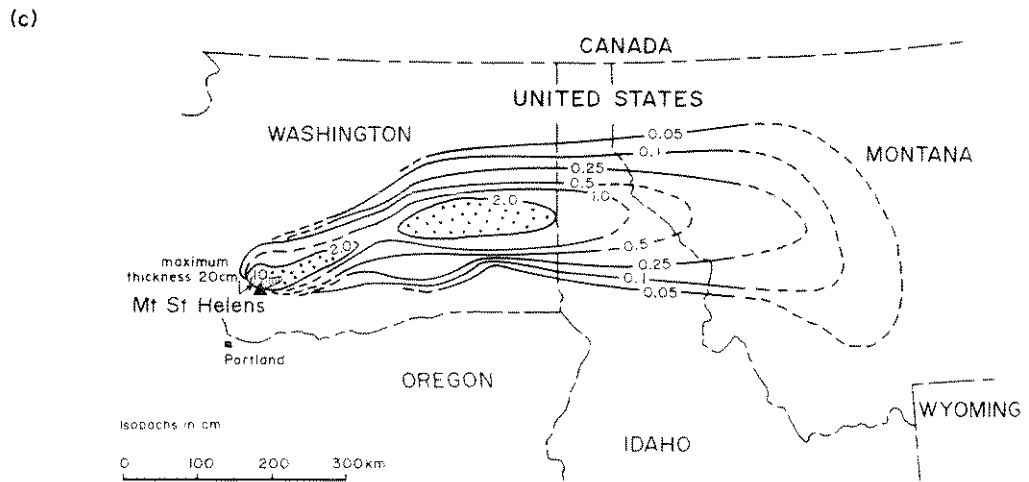 (c)
CANADA
UNITED STATES
WASHINGTON
MONTANA
0.05
0.1
0.25
0.5
1.0
2.0
2.0
10
maximum
thickness 20cm
Mt St Helens
0.5
0.25
0.1
0.05
Portland
OREGON
WYOMING
IDAHO
Isopachs in cm
0 100 200 300km